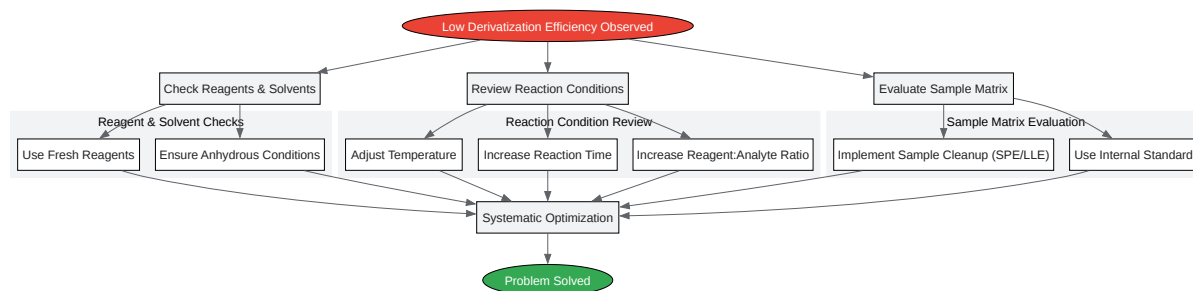 Low Derivatization Efficiency Observed
Check Reagents & Solvents
Review Reaction Conditions
Evaluate Sample Matrix
Reagent & Solvent Checks
Reaction Condition Review
Sample Matrix Evaluation
Use Fresh Reagents
Ensure Anhydrous Conditions
Adjust Temperature
Increase Reaction Time
Increase Reagent:Analyte Ratio
Implement Sample Cleanup (SPE/LLE)
Use Internal Standard
Systematic Optimization
Problem Solved